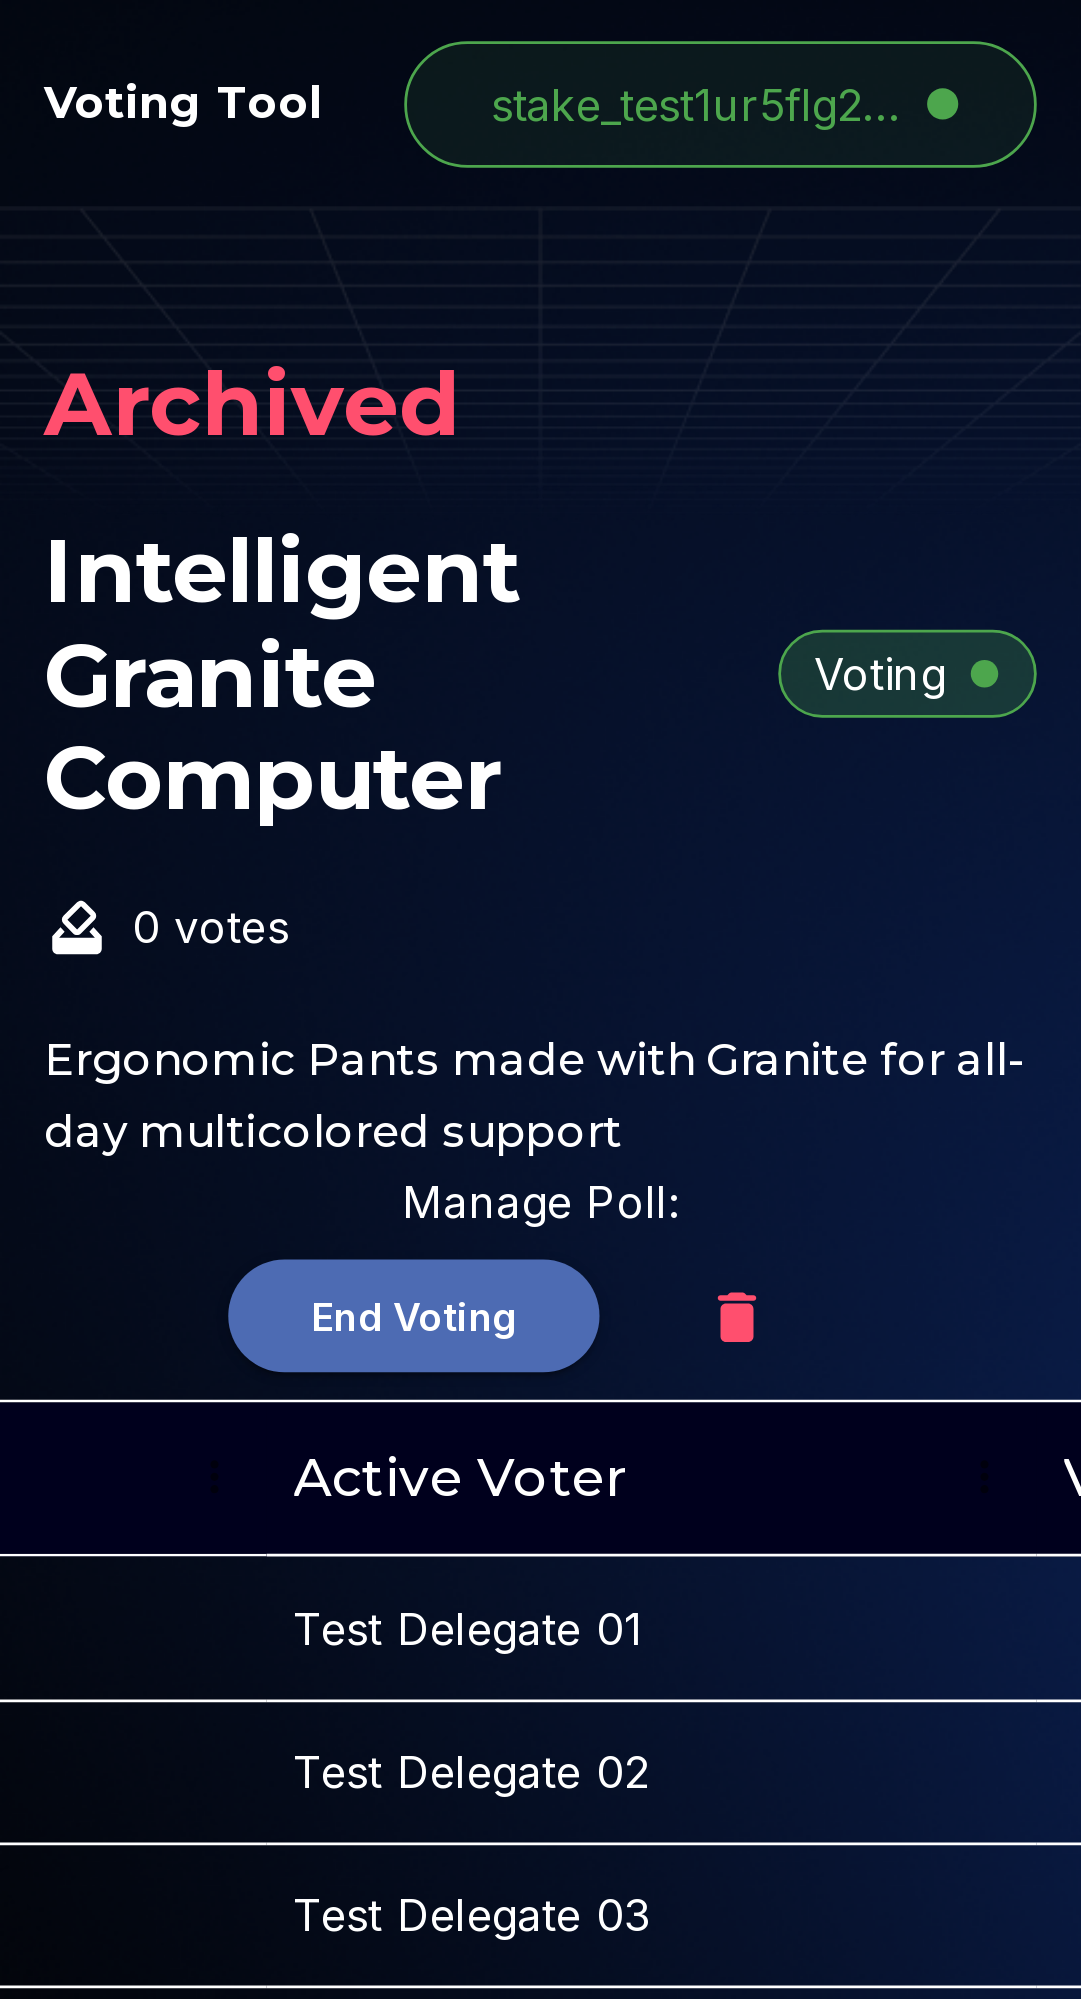 Voting Tool
stake_test1ur5flg2...
Archived
Intelligent
Granite
Computer
Voting
0 votes
Ergonomic Pants made with Granite for all-
day multicolored support
Manage Poll:
End Voting
Active Voter
Test Delegate 01
Test Delegate 02
Test Delegate 03